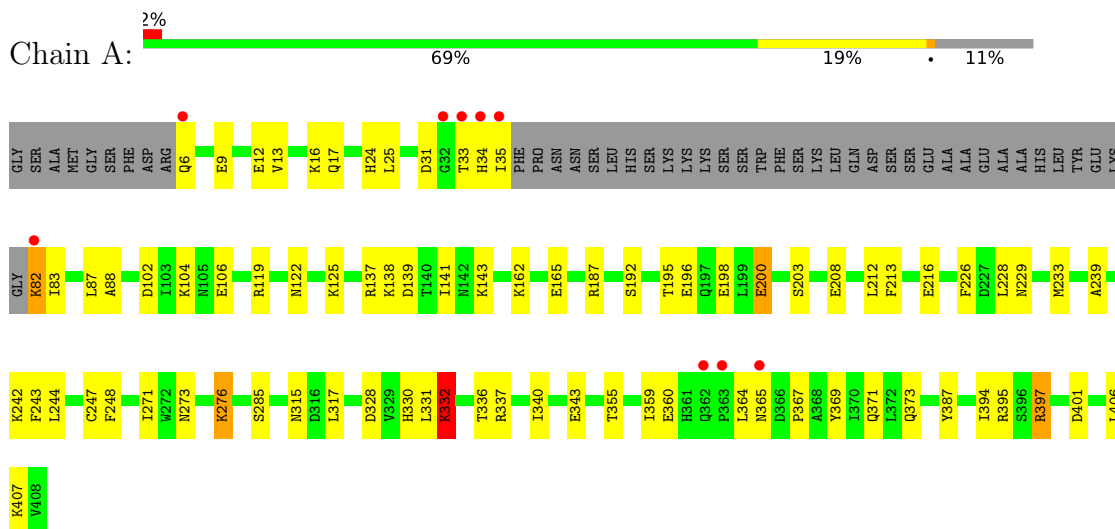 2%
Chain A:
69% 19% • 11%
GLY SER ALA MET GLY SER PHE ASP ARG Q6 E9 E12 V13 K16 Q17 H24 L25 D31 G32 T33 H34 I35 PHE PRO ASN ASN SER LEU HIS SER LYS LYS LYS SER SER TRP PHE SER LYS LEU GLN ASP SER SER GLU ALA ALA GLU ALA ALA HIS LEU TYR GLU LYS
GLY K82 I83 L87 A88 D102 I103 K104 N105 E106 R119 N122 K125 R137 K138 D139 T140 I141 N142 K143 K162 E165 R187 S192 T195 E196 Q197 E198 L199 E200 S203 E208 L212 F213 E216 F226 D227 L228 N229 M233 A239
K242 F243 L244 C247 F248 I271 W272 N273 K276 S285 N315 D316 L317 D328 V329 H330 L331 K332 T336 R337 I340 E343 T355 I359 E360 H361 Q362 P363 L364 N365 D366 P367 A368 Y369 I370 Q371 L372 Q373 Y387 I394 R395 S396 R397 D401 L406
K407 V408